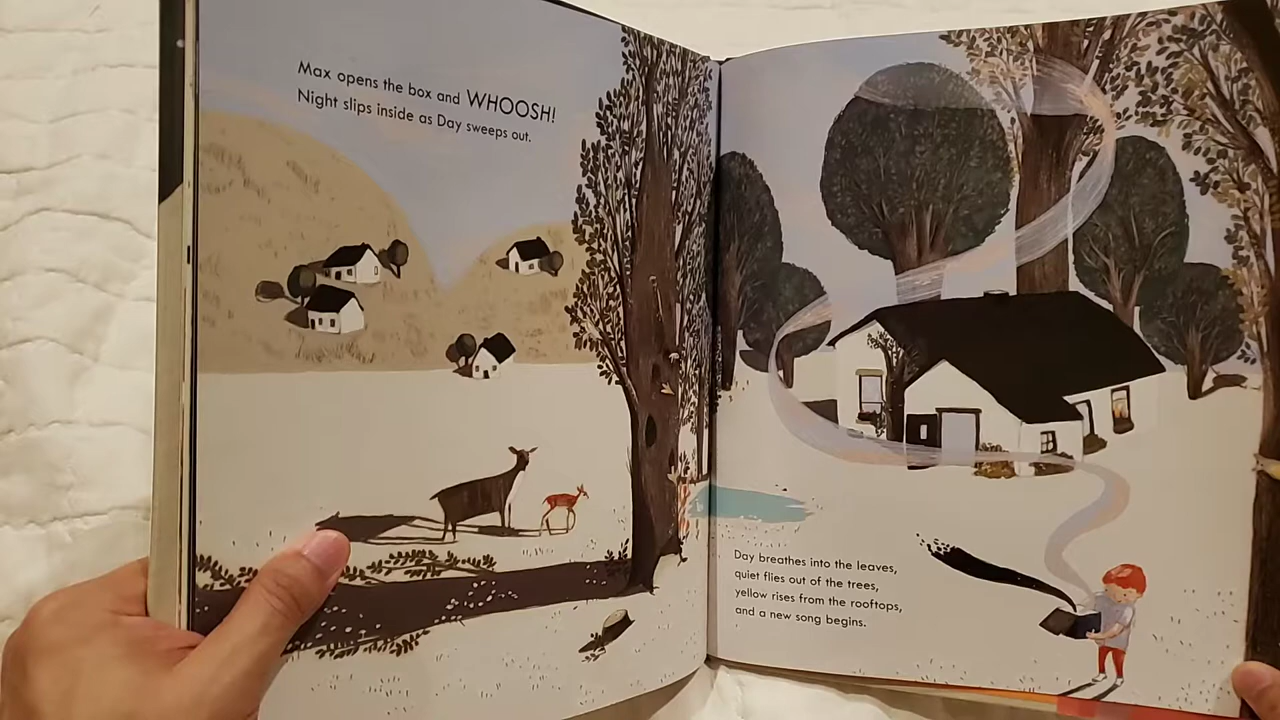 Max opens the box and WHOOSH!
Night slips inside as Day sweeps out.
Day breathes into the leaves,
quiet flies out of the trees,
yellow rises from the rooftops,
and a new song begins.